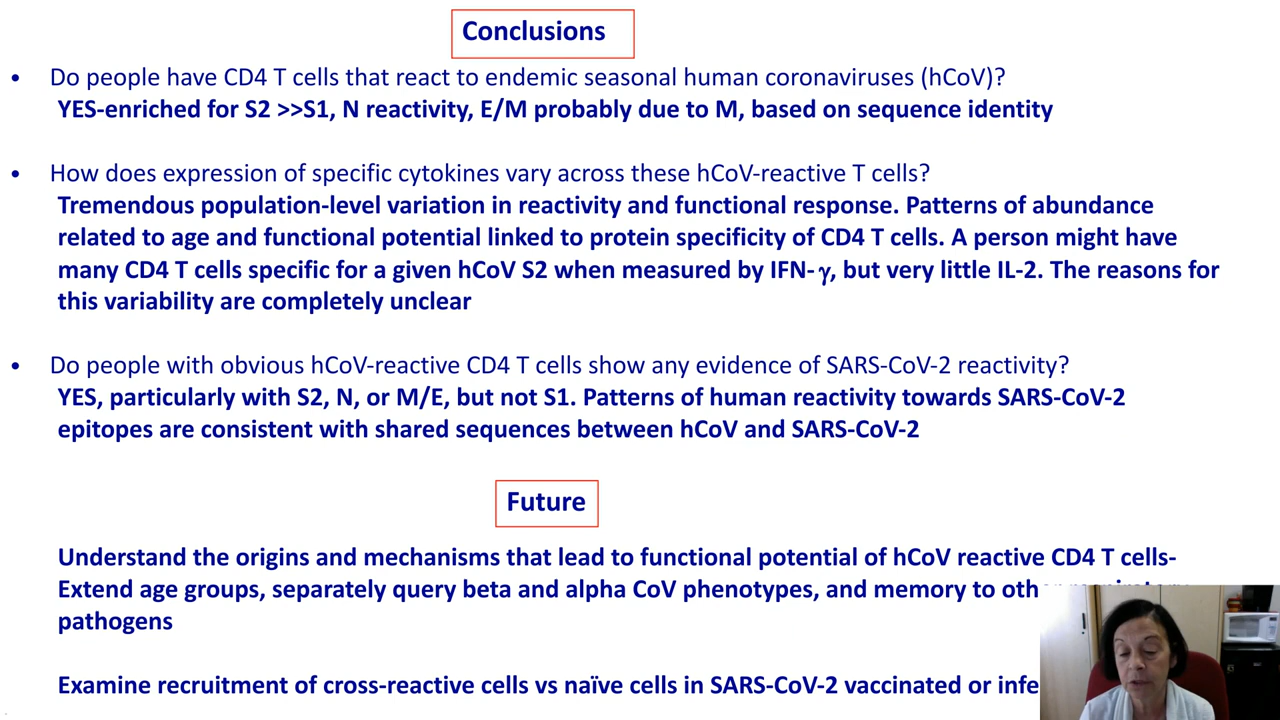 Conclusions
• Do people have CD4 T cells that react to endemic seasonal human coronaviruses (hCoV)?
YES-enriched for S2 >>S1, N reactivity, E/M probably due to M, based on sequence identity
• How does expression of specific cytokines vary across these hCoV-reactive T cells?
Tremendous population-level variation in reactivity and functional response. Patterns of abundance
related to age and functional potential linked to protein specificity of CD4 T cells. A person might have
many CD4 T cells specific for a given hCoV S2 when measured by IFN- γ, but very little IL-2. The reasons for
this variability are completely unclear
• Do people with obvious hCoV-reactive CD4 T cells show any evidence of SARS-CoV-2 reactivity?
YES, particularly with S2, N, or M/E, but not S1. Patterns of human reactivity towards SARS-CoV-2
epitopes are consistent with shared sequences between hCoV and SARS-CoV-2
Future
Understand the origins and mechanisms that lead to functional potential of hCoV reactive CD4 T cells-
Extend age groups, separately query beta and alpha CoV phenotypes, and memory to
pathogens
Examine recruitment of cross-reactive cells vs naïve cells in SARS-CoV-2 vaccinated or